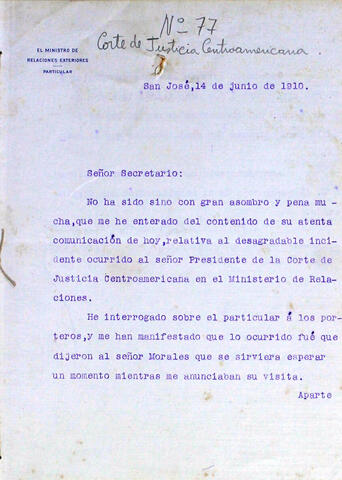 Nº 77
Corte de Justicia Centroamericana.
EL MINISTRO DE
RELACIONES EXTERIORES
PARTICULAR
San José, 14 de junio de 1910.
Señor Secretario:
No ha sido sino con gran asombro y pena mu
cha, que me he enterado del contenido de su atenta
comunicación de hoy, relativa al desagradable inci
dente ocurrido al señor Presidente de la Corte de
Justicia Centroamericana en el Ministerio de Rela-
ciones.
He interrogado sobre el particular á los por-
teros, y me han manifestado que lo ocurrido fué que
dijeron al señor Morales que se sirviera esperar
un momento mientras me anunciaban su visita.
Aparte